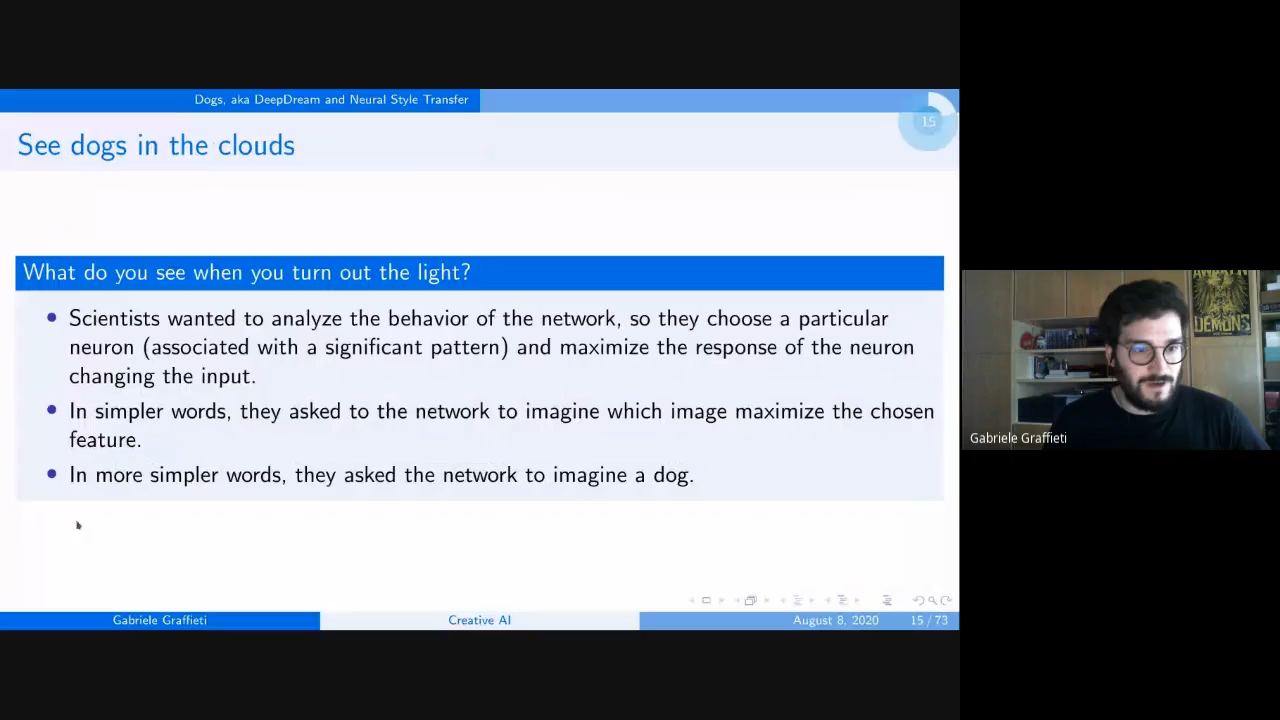 Dogs, aka DeepDream and Neural Style Transfer
15
See dogs in the clouds
What do you see when you turn out the light?
Scientists wanted to analyze the behavior of the network, so they choose a particular
neuron (associated with a significant pattern) and maximize the response of the neuron
changing the input.
In simpler words, they asked to the network to imagine which image maximize the chosen
feature.
In more simpler words, they asked the network to imagine a dog.
Gabriele Graffieti
Creative AI
August 8, 2020
15 / 73
AWAKEN
DEMONS
Gabriele Graffieti